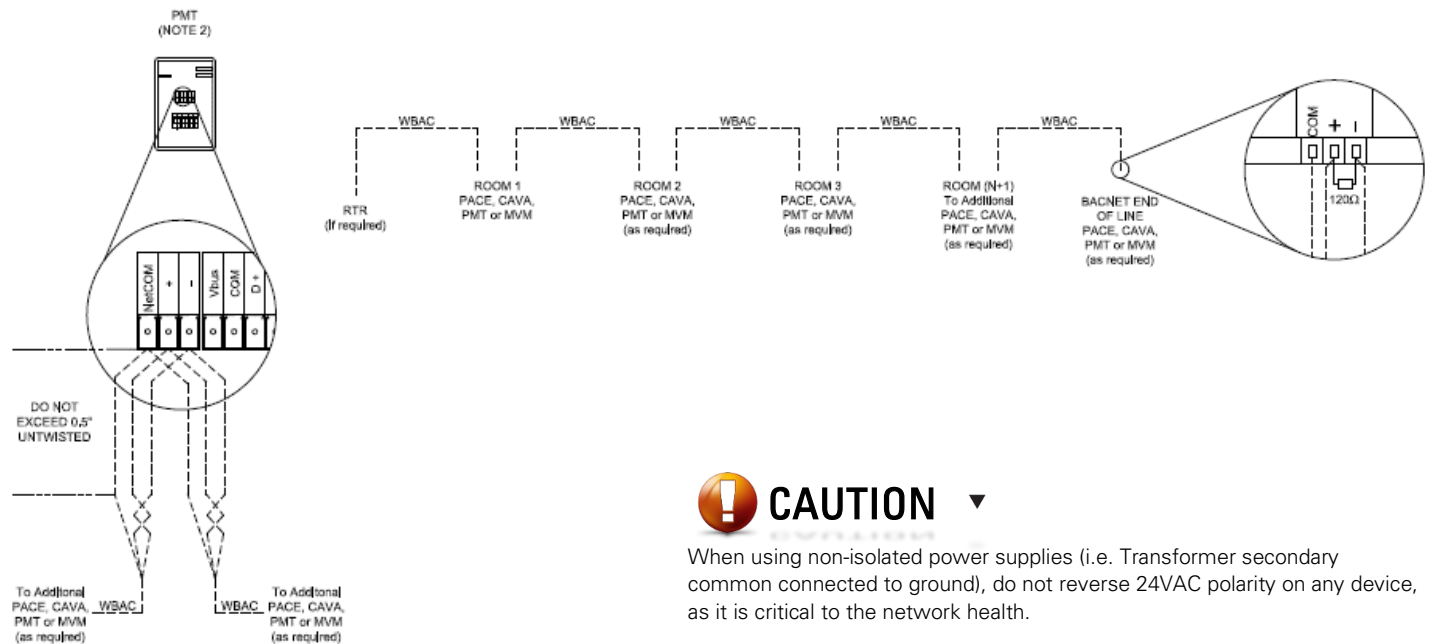 PMT
(NOTE 2)
WBAC
WBAC
WBAC
WBAC
WBAC
RTR
(If required)
ROOM 1
PACE, CAVA,
PMT or MVM
ROOM 2
PACE, CAVA,
PMT or MVM
(as required)
ROOM 3
PACE, CAVA,
PMT or MVM
(as required)
ROOM (N+1)
To Additional
PACE, CAVA,
PMT or MVM
(as required)
BACNET END
OF LINE
PACE, CAVA,
PMT or MVM
(as required)
COM + -
120Ω
NetCOM + - Vbus COM D +
DO NOT
EXCEED 0.5"
UNTWISTED
To Additonal
PACE, CAVA,
PMT or MVM
(as required)
WBAC
WBAC
To Additonal
PACE, CAVA,
PMT or MVM
(as required)
! CAUTION ▼
When using non-isolated power supplies (i.e. Transformer secondary
common connected to ground), do not reverse 24VAC polarity on any device,
as it is critical to the network health.